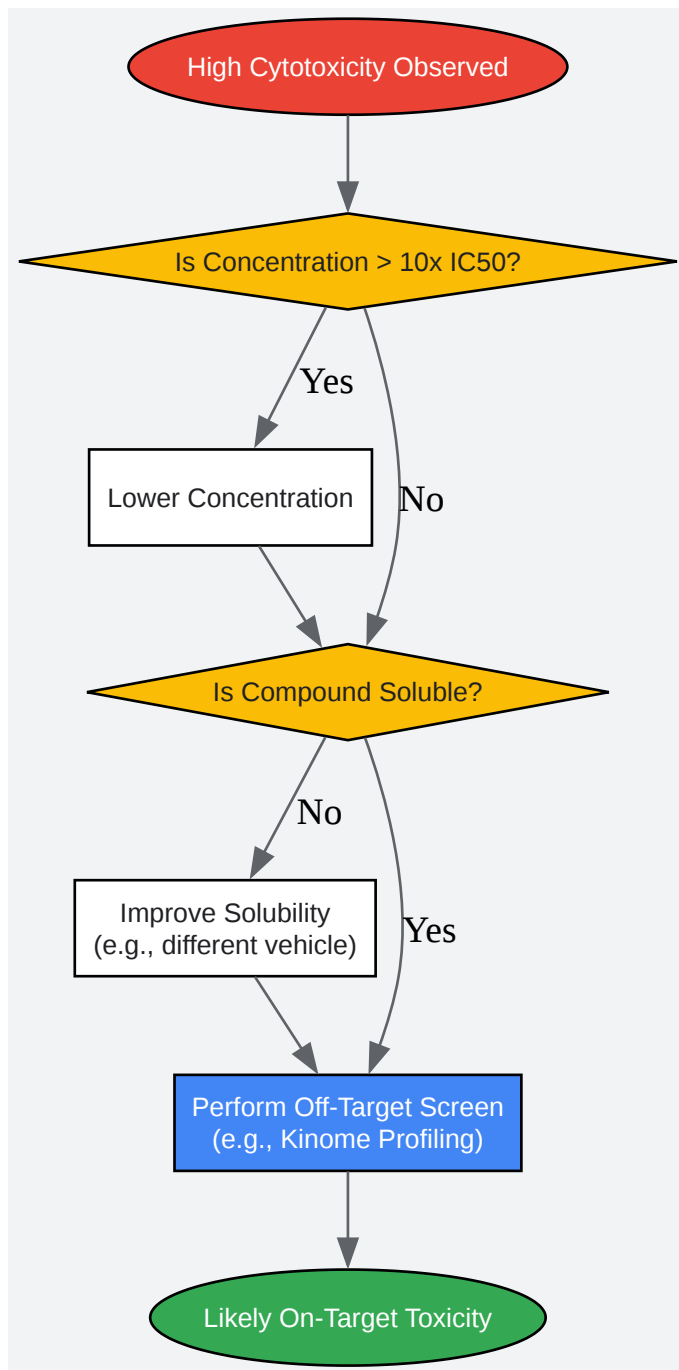 High Cytotoxicity Observed
Is Concentration > 10x IC50?
Yes
Lower Concentration
No
Is Compound Soluble?
No
Improve Solubility
(e.g., different vehicle)
Yes
Perform Off-Target Screen
(e.g., Kinome Profiling)
Likely On-Target Toxicity